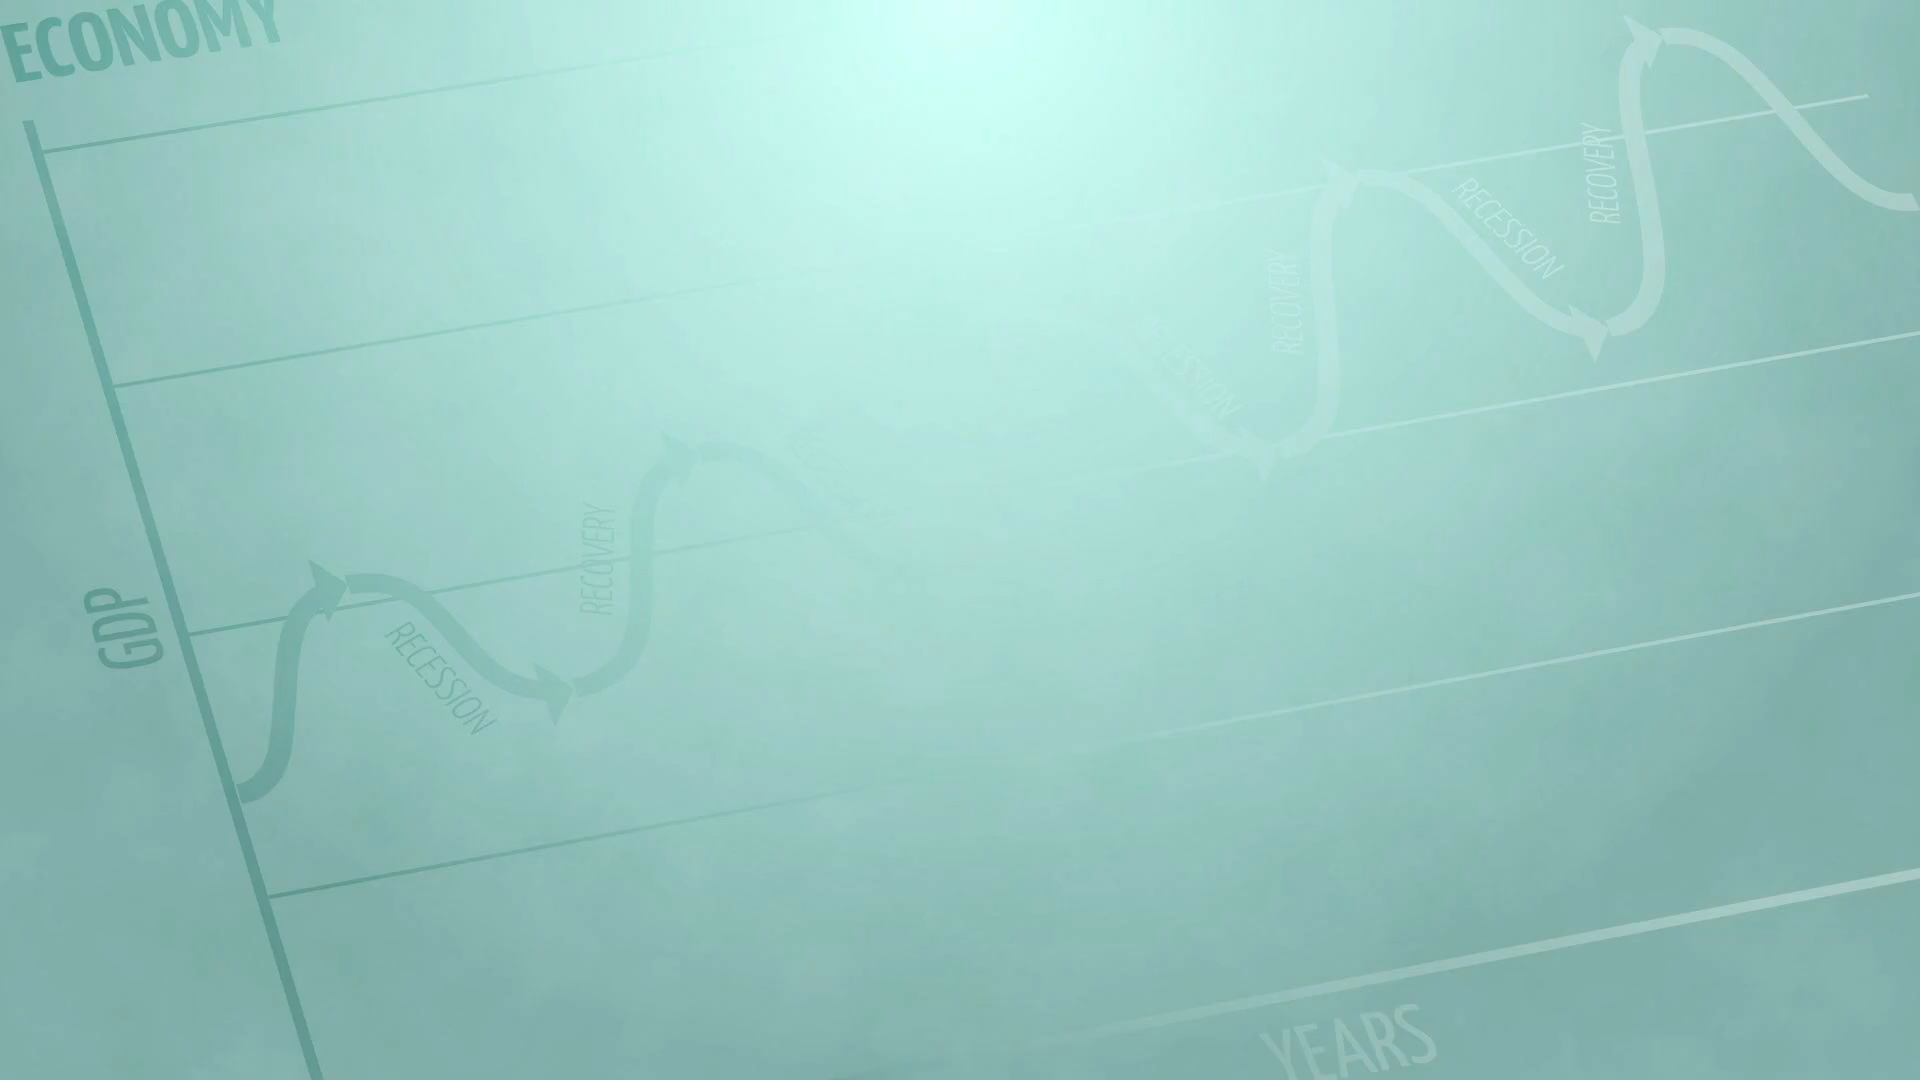 ECONOMY
RECOVERY
RECESSION
RECOVERY
RECESSION
RECOVERY
GDP
RECESSION
YEARS